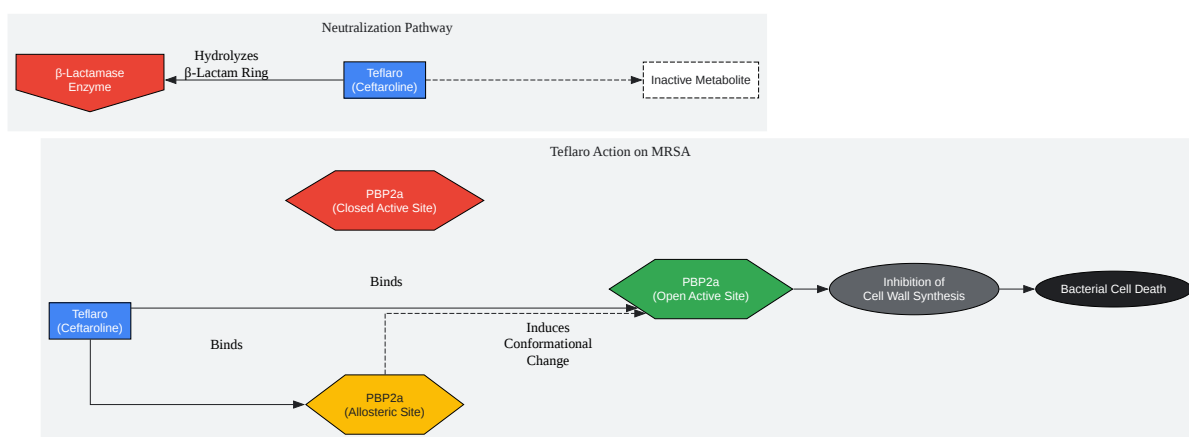 Neutralization Pathway
Hydrolyzes
β-Lactam Ring
β-Lactamase
Enzyme
Teflaro
(Ceftaroline)
Inactive Metabolite
Teflaro Action on MRSA
PBP2a
(Closed Active Site)
Binds
PBP2a
(Open Active Site)
Inhibition of
Cell Wall Synthesis
Bacterial Cell Death
Teflaro
(Ceftaroline)
Binds
Induces
Conformational
Change
PBP2a
(Allosteric Site)